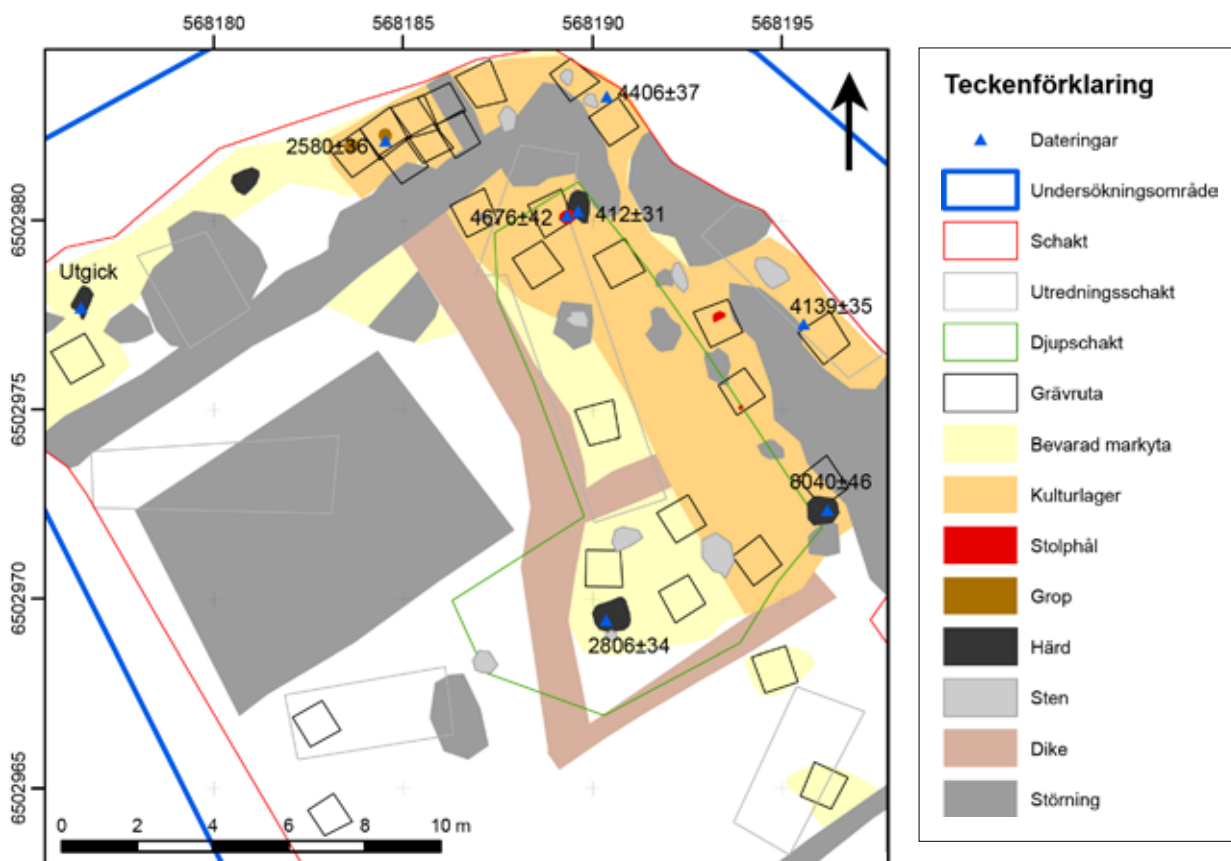 568180 568185 568190 568195
6502980
6502975
6502970
6502965
4406±37
2580±36
4676±42
412±31
Utgick
4139±35
8040±46
2806±34
0 2 4 6 8 10 m
Teckenförklaring
Dateringar
Undersökningsområde
Schakt
Utredningsschakt
Djupschakt
Grävruta
Bevarad markyta
Kulturlager
Stolphål
Grop
Härd
Sten
Dike
Störning